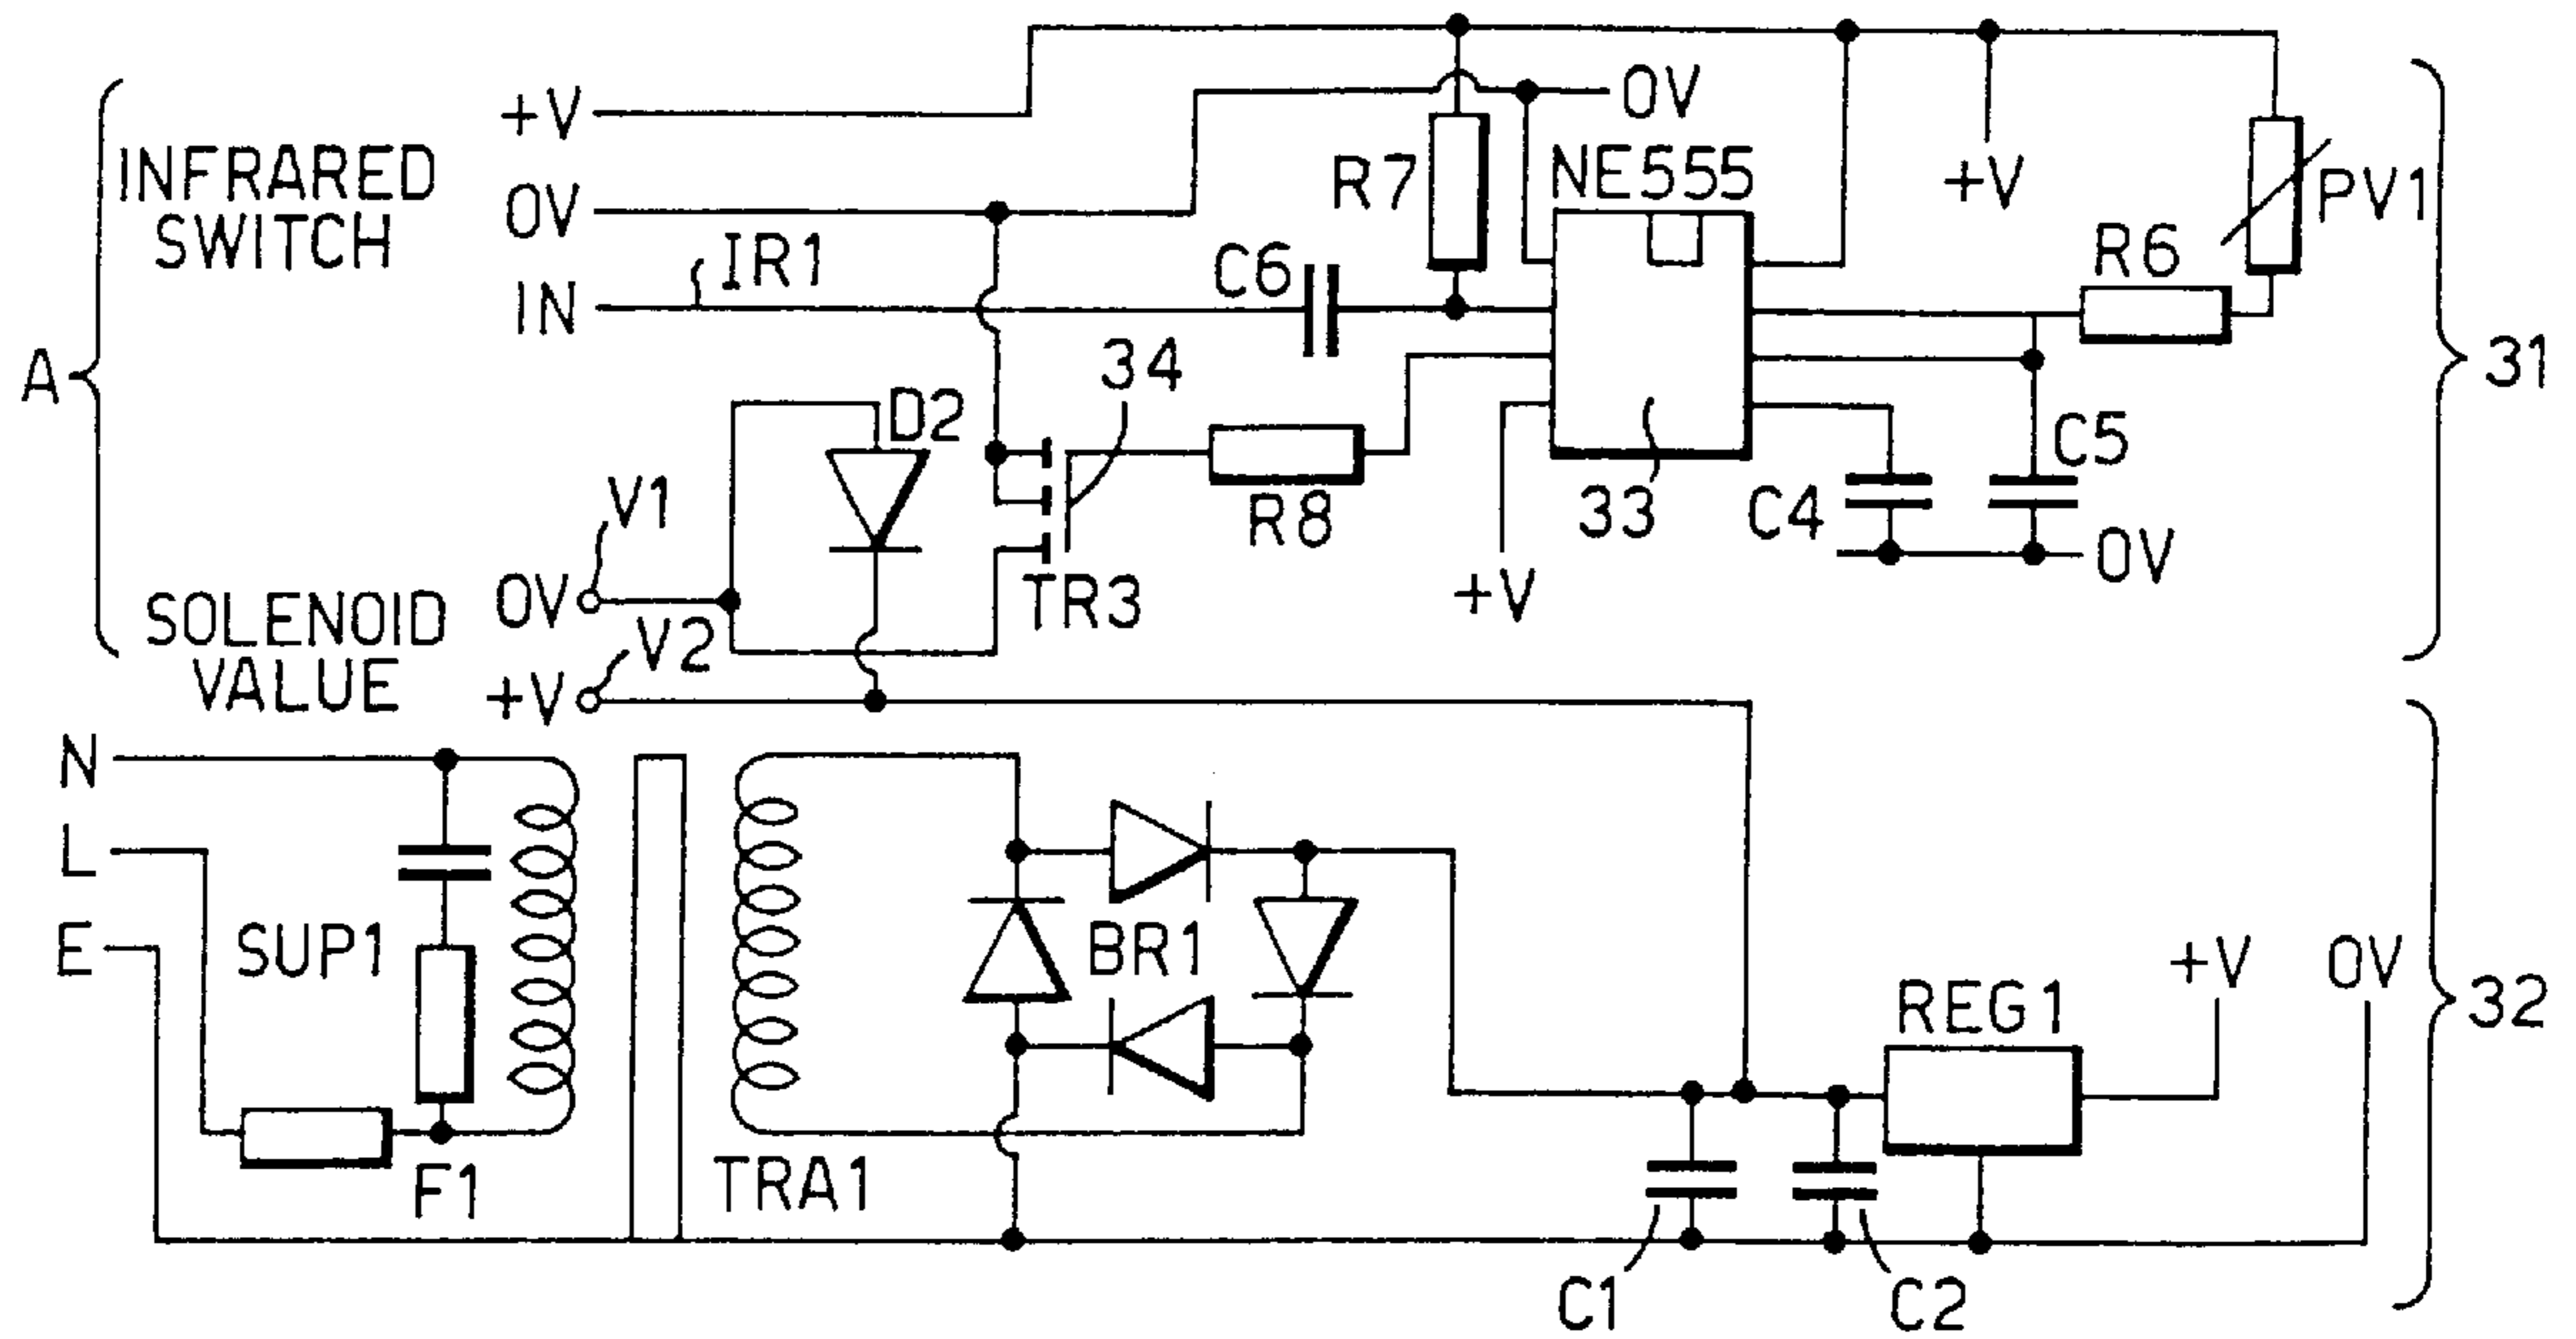 +V
0V
R7
NE555
+V
PV1
INFRARED
SWITCH
0V
IR1
C6
R6
IN
A
34
31
D2
C5
V1
R8
33
C4
0V
SOLENOID
VALUE
0V
TR3
+V
V2
+V
N
L
E
SUP1
BR1
REG1
+V
0V
32
F1
TRA1
C1
C2